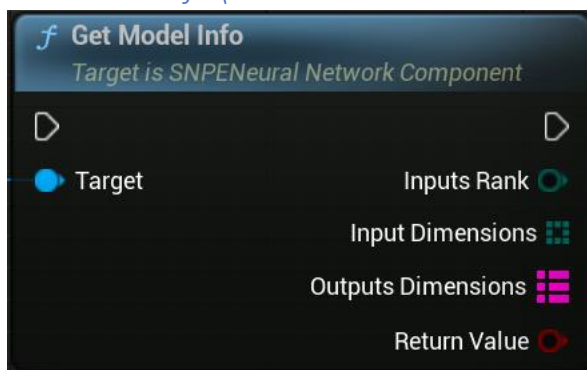 f Get Model Info
Target is SNPENeural Network Component
Target
Inputs Rank
Input Dimensions
Outputs Dimensions
Return Value